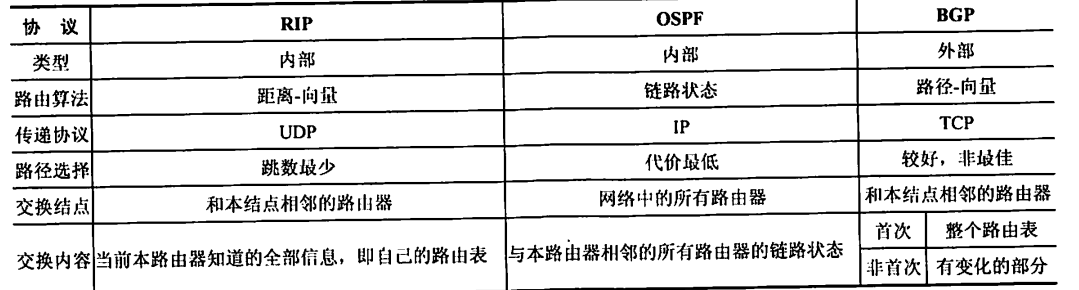 协 议 RIP OSPF BGP
类型 内部 内部 外部
路由算法 距离-向量 链路状态 路径-向量
传递协议 UDP IP TCP
路径选择 跳数最少 代价最低 较好，非最佳
交换结点 和本结点相邻的路由器 网络中的所有路由器 和本结点相邻的路由器
交换内容 当前本路由器知道的全部信息，即自己的路由表 与本路由器相邻的所有路由器的链路状态 首次 整个路由表
非首次 有变化的部分